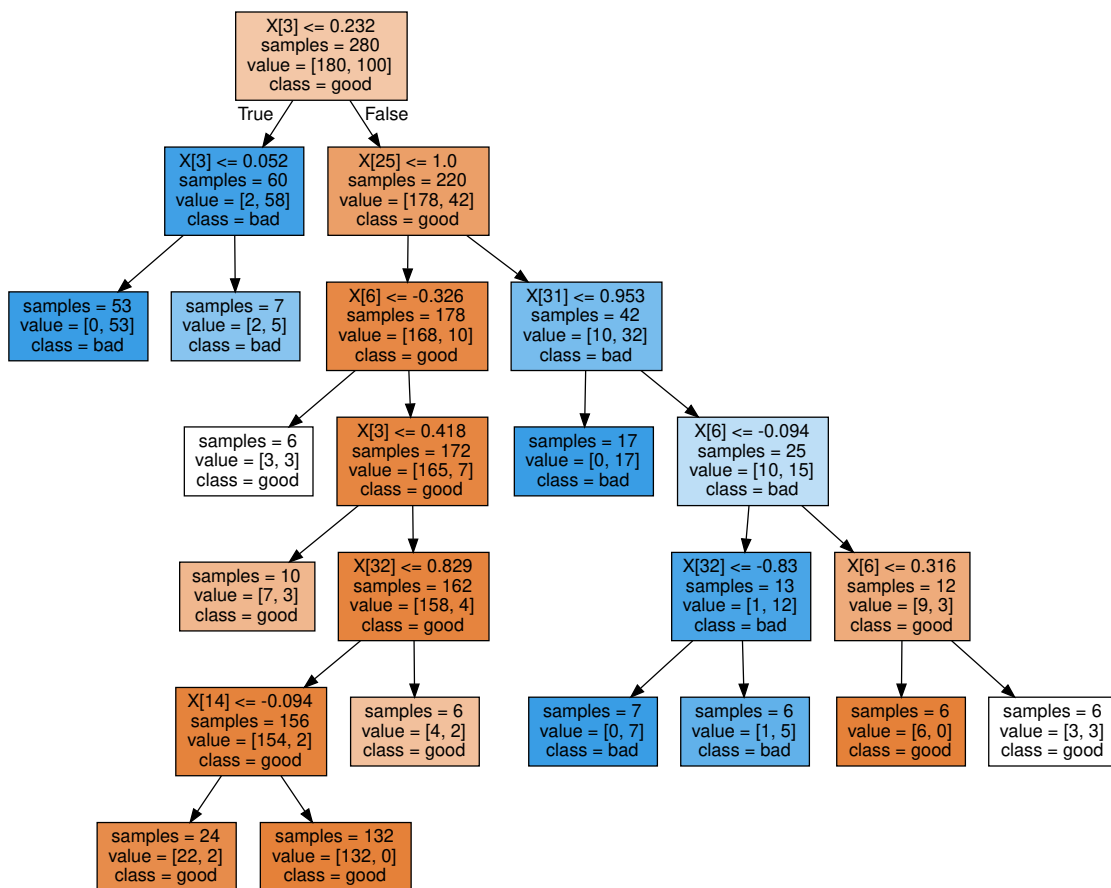 X[3] <= 0.232
samples = 280
value = [180, 100]
class = good
True
False
X[3] <= 0.052
samples = 60
value = [2, 58]
class = bad
X[25] <= 1.0
samples = 220
value = [178, 42]
class = good
samples = 53
value = [0, 53]
class = bad
samples = 7
value = [2, 5]
class = bad
X[6] <= -0.326
samples = 178
value = [168, 10]
class = good
X[31] <= 0.953
samples = 42
value = [10, 32]
class = bad
samples = 6
value = [3, 3]
class = good
X[3] <= 0.418
samples = 172
value = [165, 7]
class = good
samples = 17
value = [0, 17]
class = bad
X[6] <= -0.094
samples = 25
value = [10, 15]
class = bad
samples = 10
value = [7, 3]
class = good
X[32] <= 0.829
samples = 162
value = [158, 4]
class = good
X[32] <= -0.83
samples = 13
value = [1, 12]
class = bad
X[6] <= 0.316
samples = 12
value = [9, 3]
class = good
X[14] <= -0.094
samples = 156
value = [154, 2]
class = good
samples = 6
value = [4, 2]
class = good
samples = 7
value = [0, 7]
class = bad
samples = 6
value = [1, 5]
class = bad
samples = 6
value = [6, 0]
class = good
samples = 6
value = [3, 3]
class = good
samples = 24
value = [22, 2]
class = good
samples = 132
value = [132, 0]
class = good